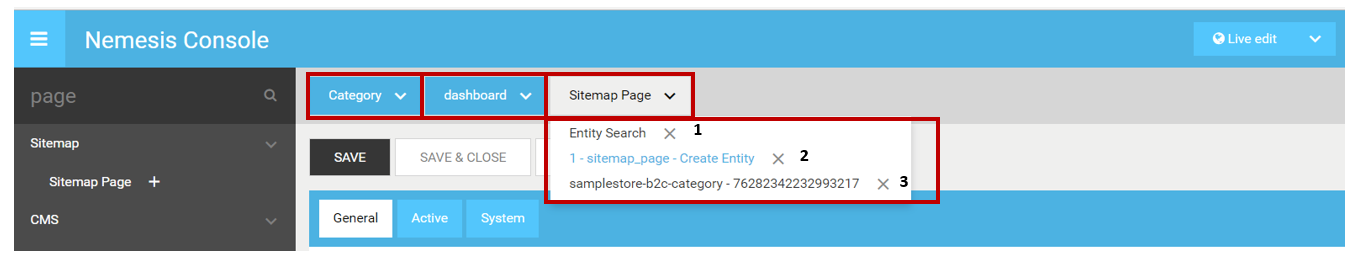 Nemesis Console
Live edit
page
Category
dashboard
Sitemap Page
Sitemap
Sitemap Page +
CMS
Entity Search × 1
1 - sitemap_page - Create Entity × 2
samplestore-b2c-category - 76282342232993217 × 3
SAVE
SAVE & CLOSE
General
Active
System